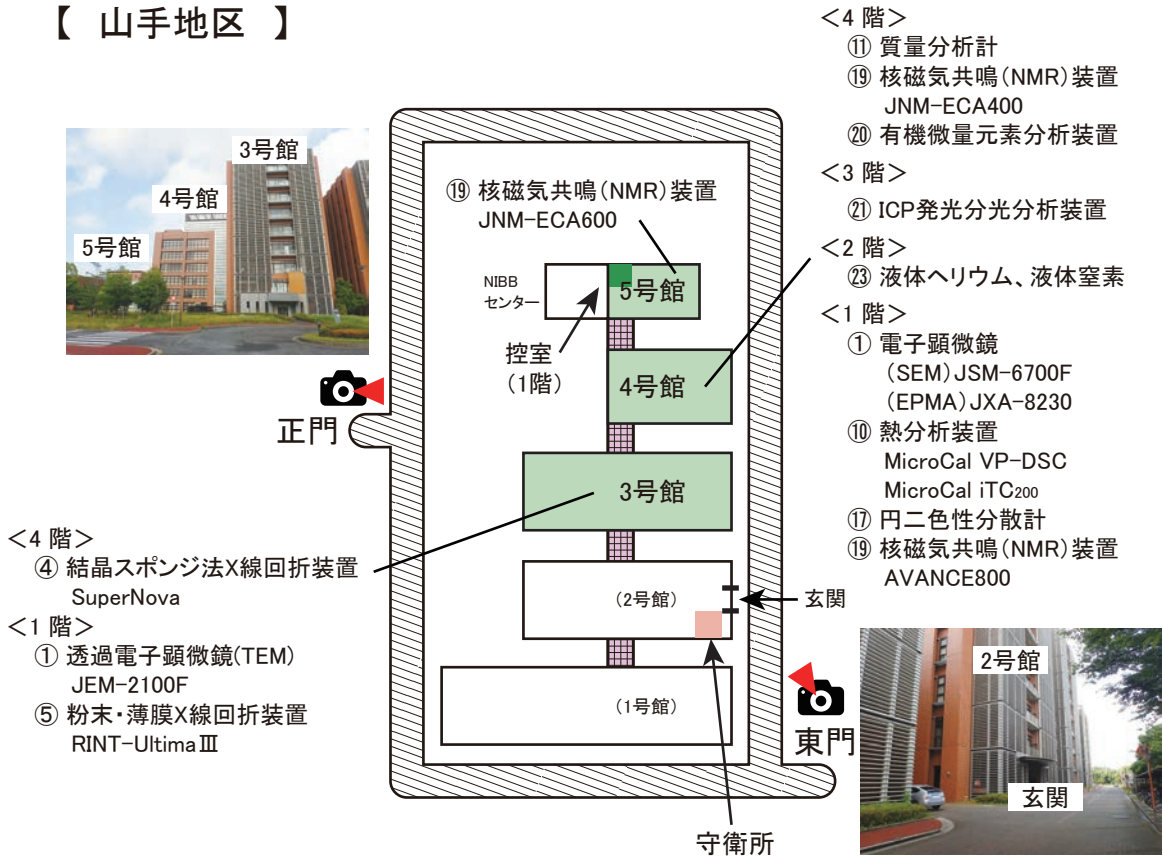 【 山手地区 】
3号館
4号館
5号館
⑲ 核磁気共鳴(NMR)装置
JNM-ECA600
NIBB
センター
5号館
控室
(1階)
4号館
正門
3号館
(2号館)
玄関
(1号館)
東門
守衛所
<4 階>
④ 結晶スポンジ法X線回折装置
SuperNova
<1 階>
① 透過電子顕微鏡(TEM)
JEM-2100F
⑤ 粉末・薄膜X線回折装置
RINT-UltimaⅢ
<4 階>
⑪ 質量分析計
⑲ 核磁気共鳴(NMR)装置
JNM-ECA400
⑳ 有機微量元素分析装置
<3 階>
㉑ ICP発光分光分析装置
<2 階>
㉓ 液体ヘリウム、液体窒素
<1 階>
① 電子顕微鏡
(SEM)JSM-6700F
(EPMA)JXA-8230
⑩ 熱分析装置
MicroCal VP-DSC
MicroCal iTC200
⑰ 円二色性分散計
⑲ 核磁気共鳴(NMR)装置
AVANCE800
2号館
玄関